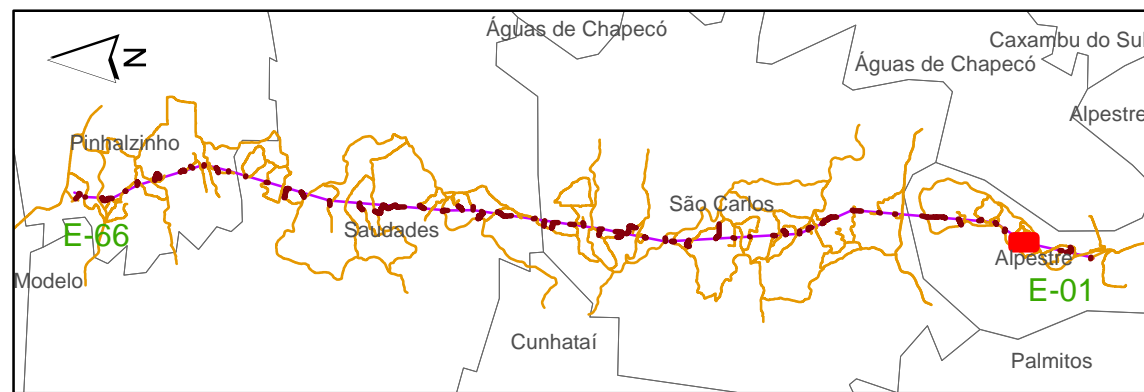 Águas de Chapecó
Caxambu do Sul
Águas de Chapecó
Alpestre
Pinhalzinho
São Carlos
Saudades
E-66
Alpestre
Modelo
E-01
Cunhataí
Palmitos
N